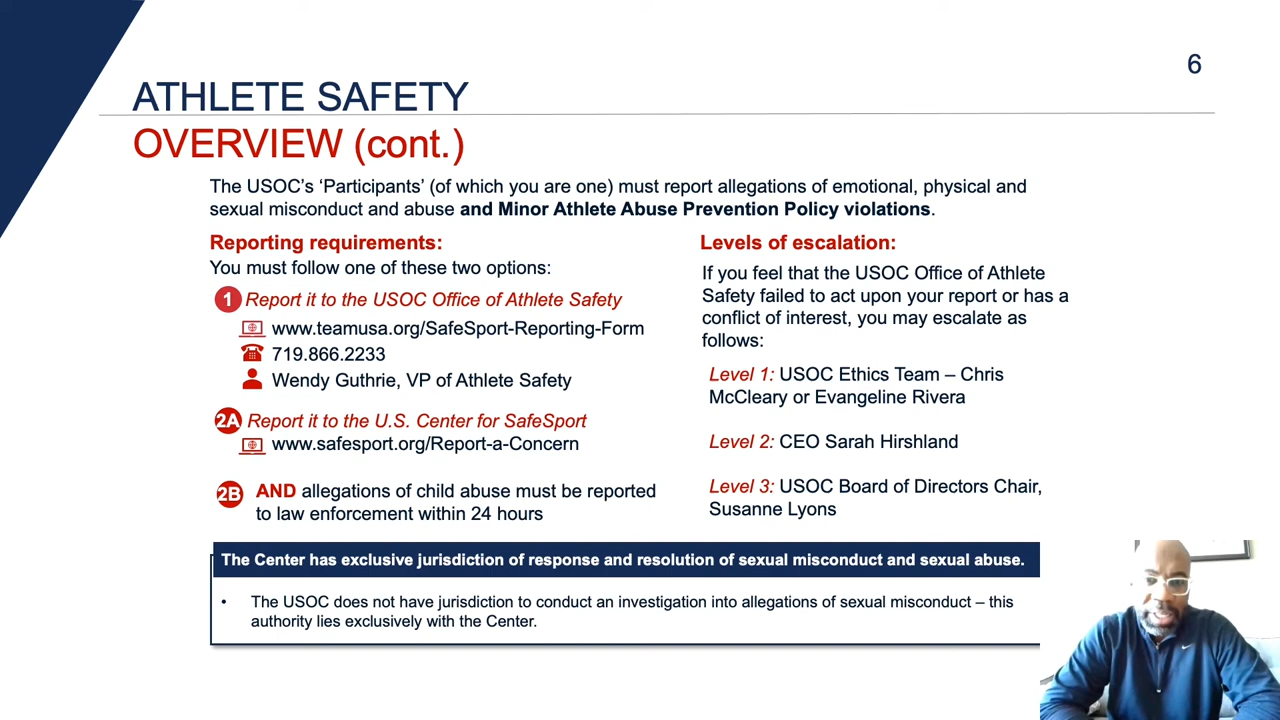 6
ATHLETE SAFETY
OVERVIEW (cont.)
The USOC's ‘Participants’ (of which you are one) must report allegations of emotional, physical and
sexual misconduct and abuse and Minor Athlete Abuse Prevention Policy violations.
Reporting requirements:
You must follow one of these two options:
1 Report it to the USOC Office of Athlete Safety
www.teamusa.org/SafeSport-Reporting-Form
719.866.2233
Wendy Guthrie, VP of Athlete Safety
2A Report it to the U.S. Center for SafeSport
www.safesport.org/Report-a-Concern
2B AND allegations of child abuse must be reported
to law enforcement within 24 hours
Levels of escalation:
If you feel that the USOC Office of Athlete
Safety failed to act upon your report or has a
conflict of interest, you may escalate as
follows:
Level 1: USOC Ethics Team – Chris
McCleary or Evangeline Rivera
Level 2: CEO Sarah Hirshland
Level 3: USOC Board of Directors Chair,
Susanne Lyons
The Center has exclusive jurisdiction of response and resolution of sexual misconduct and sexual abuse.
• The USOC does not have jurisdiction to conduct an investigation into allegations of sexual misconduct – this
authority lies exclusively with the Center.